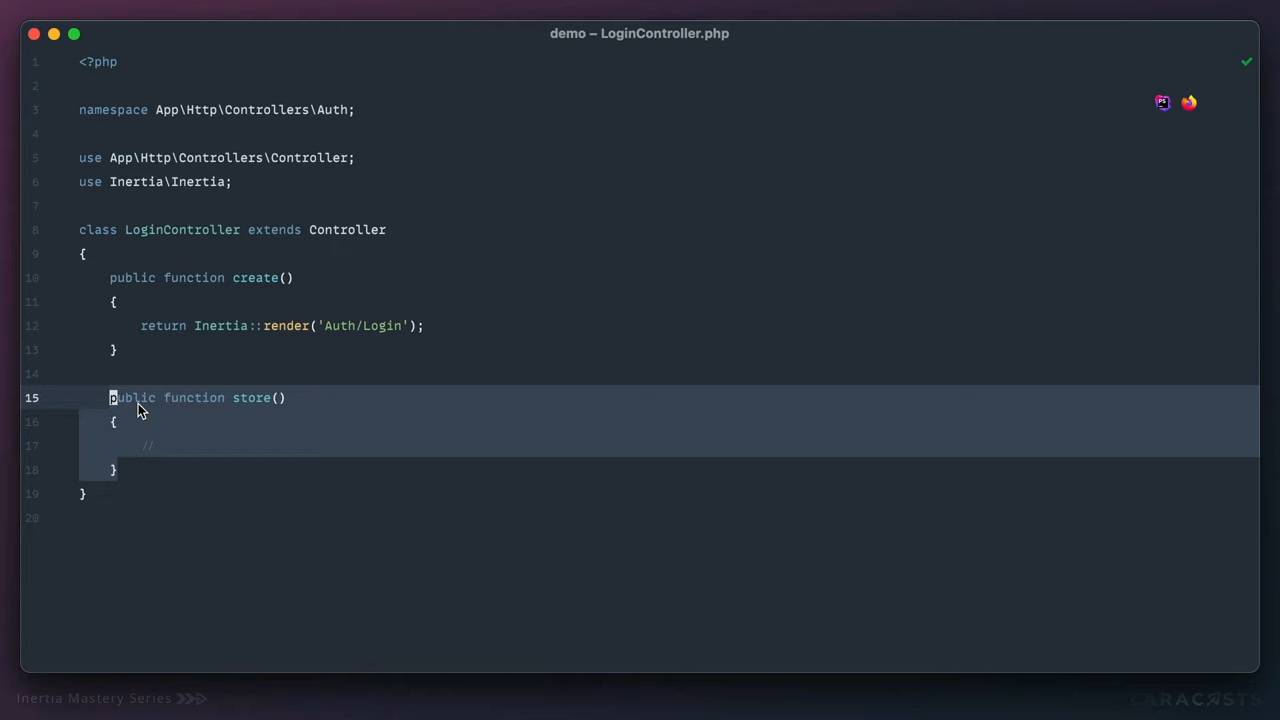 demo – LoginController.php
1 <?php
2
3 namespace App\Http\Controllers\Auth;
4
5 use App\Http\Controllers\Controller;
6 use Inertia\Inertia;
7
8 class LoginController extends Controller
9 {
10 public function create()
11 {
12 return Inertia::render('Auth/Login');
13 }
14
15 public function store()
16 {
17 //
18 }
19 }
20
PS
Inertia Mastery Series
LARACASTS